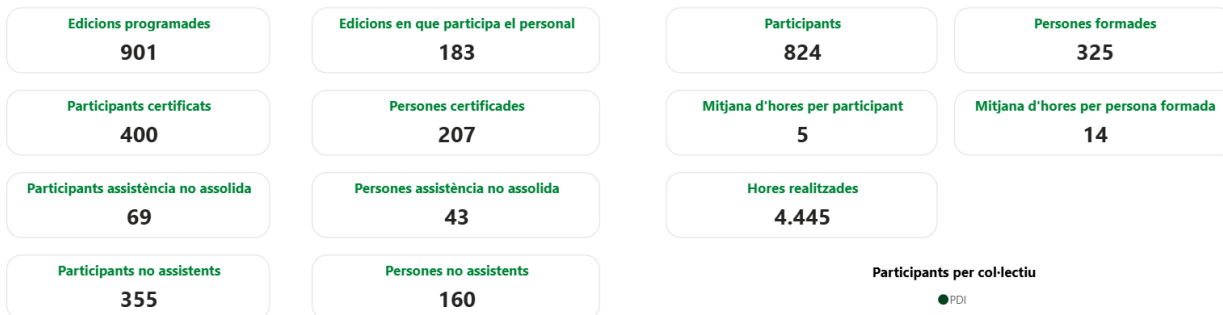 Edicions programades
901
Edicions en que participa el personal
183
Participants
824
Persones formades
325
Participants certificats
400
Persones certificades
207
Mitjana d'hores per participant
5
Mitjana d'hores per persona formada
14
Participants assistència no assolida
69
Persones assistència no assolida
43
Hores realitzades
4.445
Participants no assistents
355
Persones no assistents
160
Participants per col·lectiu
PDI